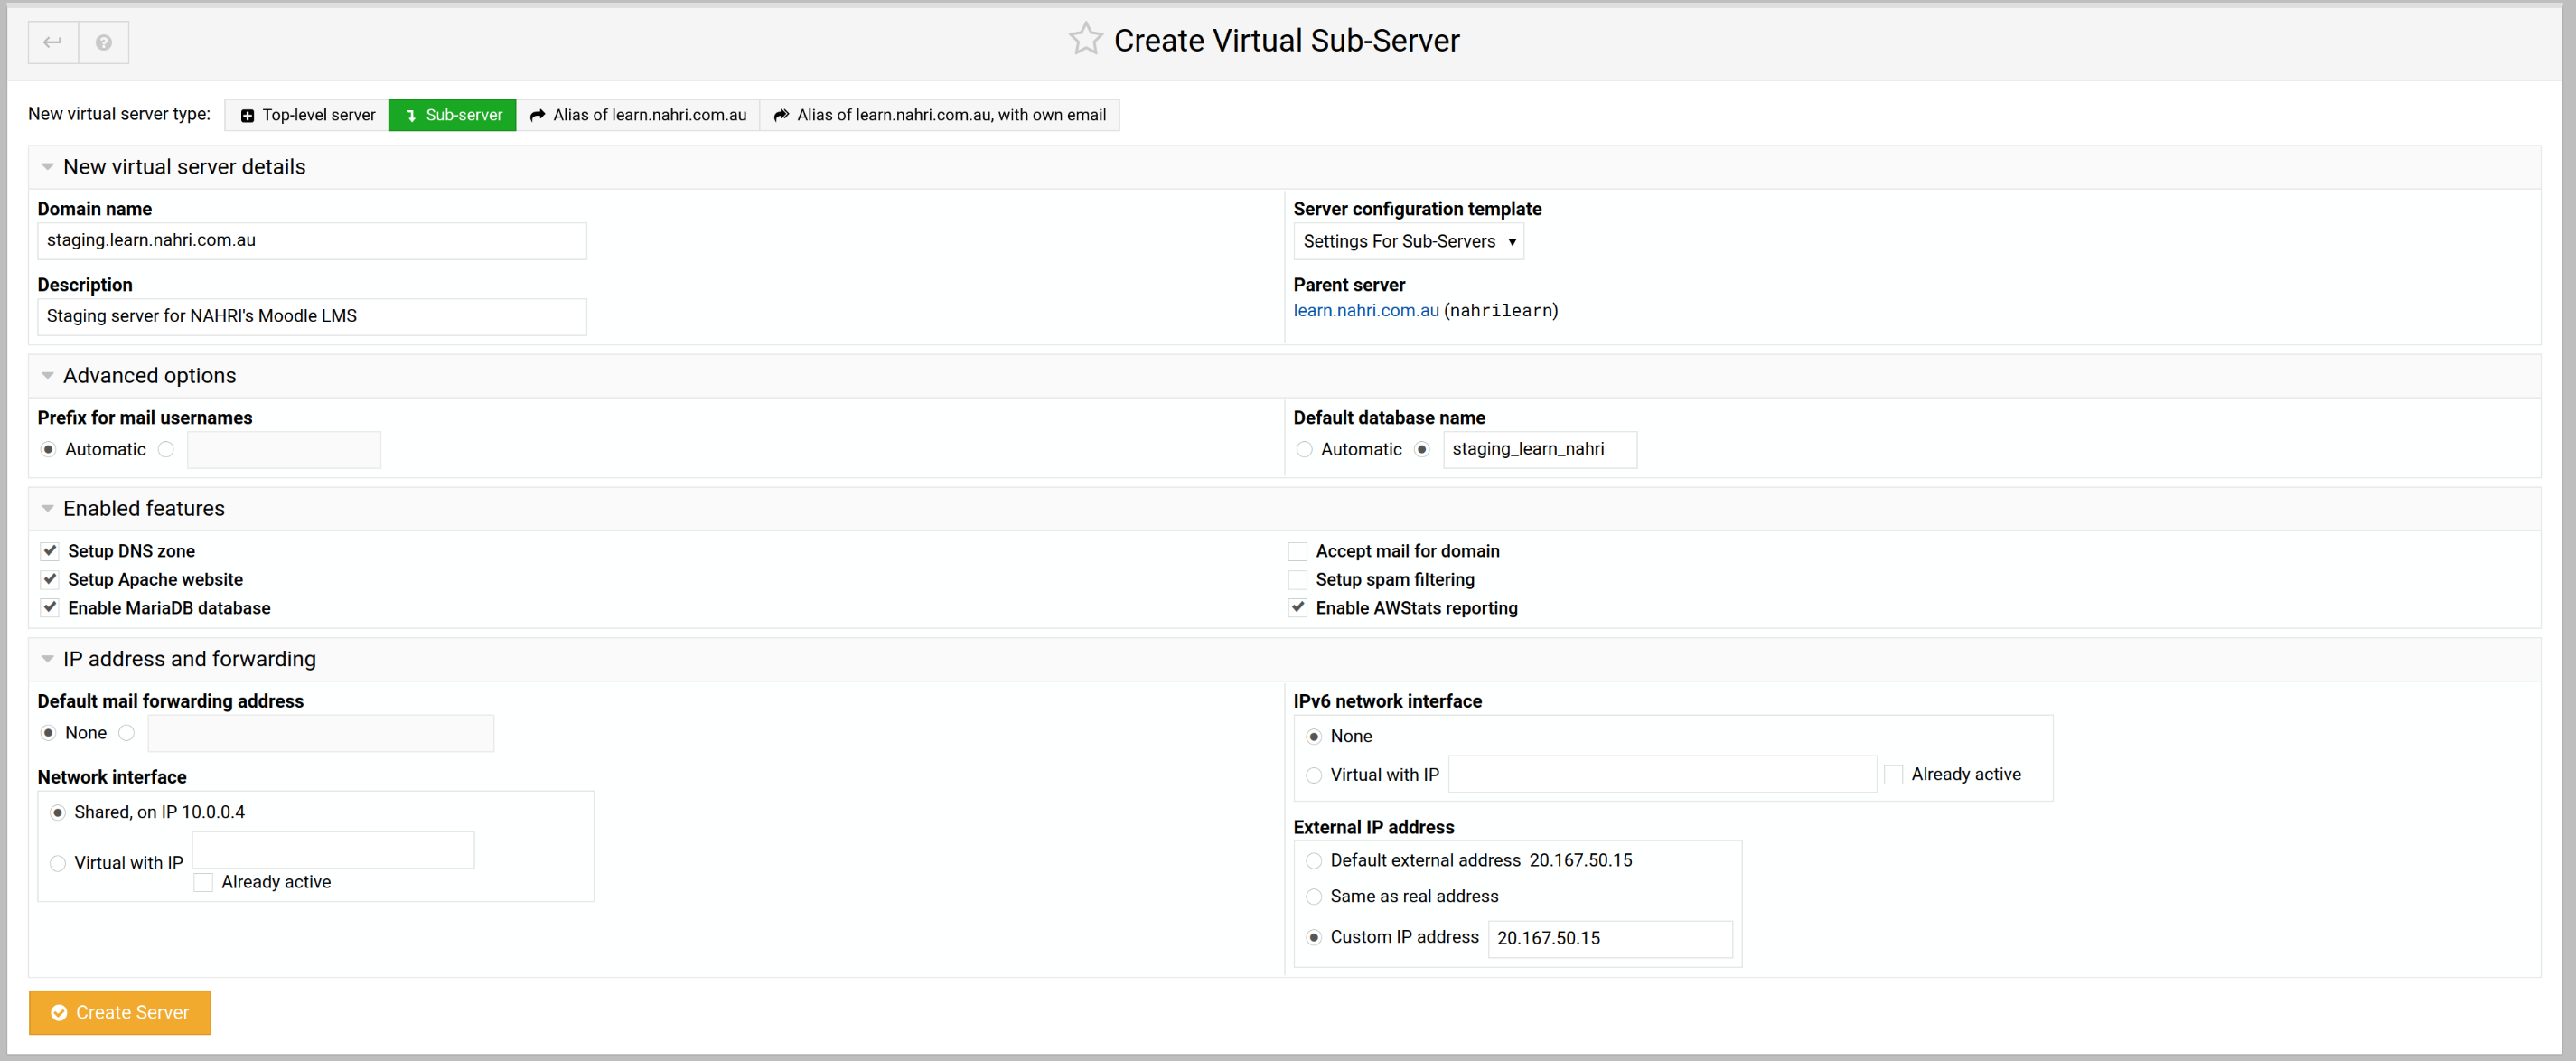 Create Virtual Sub-Server
New virtual server type: Top-level server Sub-server Alias of learn.nahri.com.au Alias of learn.nahri.com.au, with own email
New virtual server details
Domain name
staging.learn.nahri.com.au
Description
Staging server for NAHRI's Moodle LMS
Server configuration template
Settings For Sub-Servers
Parent server
learn.nahri.com.au (nahrilearn)
Advanced options
Prefix for mail usernames
Automatic
Default database name
Automatic staging_learn_nahri
Enabled features
Setup DNS zone
Setup Apache website
Enable MariaDB database
Accept mail for domain
Setup spam filtering
Enable AWStats reporting
IP address and forwarding
Default mail forwarding address
None
Network interface
Shared, on IP 10.0.0.4
Virtual with IP
Already active
IPv6 network interface
None
Virtual with IP Already active
External IP address
Default external address 20.167.50.15
Same as real address
Custom IP address 20.167.50.15
Create Server